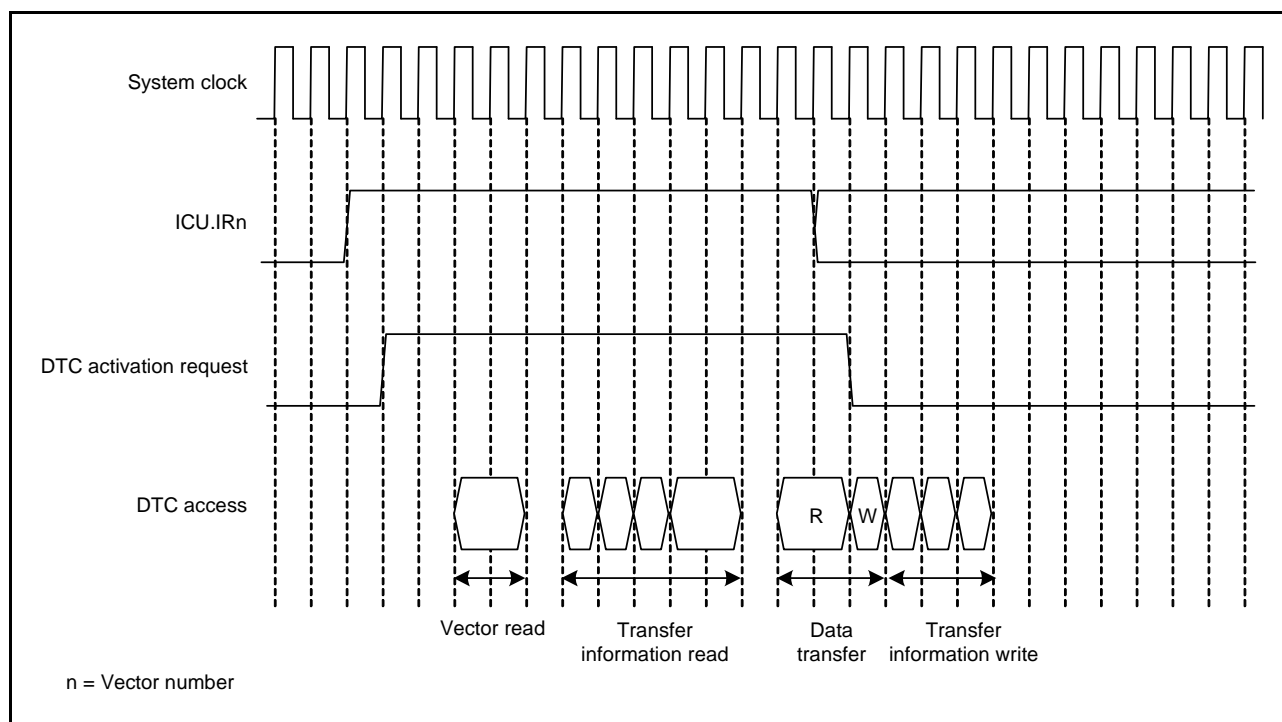 System clock
ICU.IRn
DTC activation request
DTC access
R
W
Vector read
Transfer
information read
Data
transfer
Transfer
information write
n = Vector number